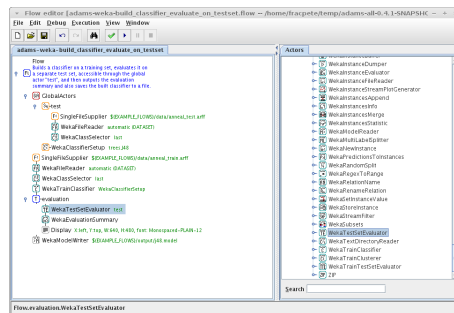 Flow editor [adams-weka-build_classifier_evaluate_on_testset.flow — /home/fracpete/temp/adams-all-0.4.1-SNAPSHC
File Edit Debug Execution View Window
adams-weka-build_classifier_evaluate_on_testset
Flow
Builds a classifier on a training set, evaluates it on
a separate test set, accessible through the global
actor "test", and then outputs the evaluation
summary and also saves the built classifier to a file.
GlobalActors
test
SingleFileSupplier ${EXAMPLE_FLOWS}/data/anneal_test.arff
WekaFileReader automatic (DATASET)
WekaClassSelector last
WekaClassifierSetup trees.J48
SingleFileSupplier ${EXAMPLE_FLOWS}/data/anneal_train.arff
WekaFileReader automatic (DATASET)
WekaClassSelector last
WekaTrainClassifier WekaClassifierSetup
evaluation
WekaTestSetEvaluator test
WekaEvaluationSummary
Display X:left, Y:top, W:640, H:480, font: Monospaced-PLAIN-12
WekaModelWriter ${EXAMPLE_FLOWS}/output/j48.model
Actors
WekaInstanceDumper
WekaInstanceEvaluator
WekaInstanceFileReader
WekaInstanceStreamPlotGenerator
WekaInstancesAppend
WekaInstancesInfo
WekaInstancesMerge
WekaInstancesStatistic
WekaModelReader
WekaMultiLabelSplitter
WekaNewInstance
WekaPredictionsToInstances
WekaRandomSplit
WekaRegexToRange
WekaRelationName
WekaRenameRelation
WekaSetInstanceValue
WekaStoreInstance
WekaStreamFilter
WekaSubsets
WekaTestSetEvaluator
WekaTextDirectoryReader
WekaTrainClassifier
WekaTrainClusterer
WekaTrainTestSetEvaluator
ZIP
Search
Flow.evaluation.WekaTestSetEvaluator